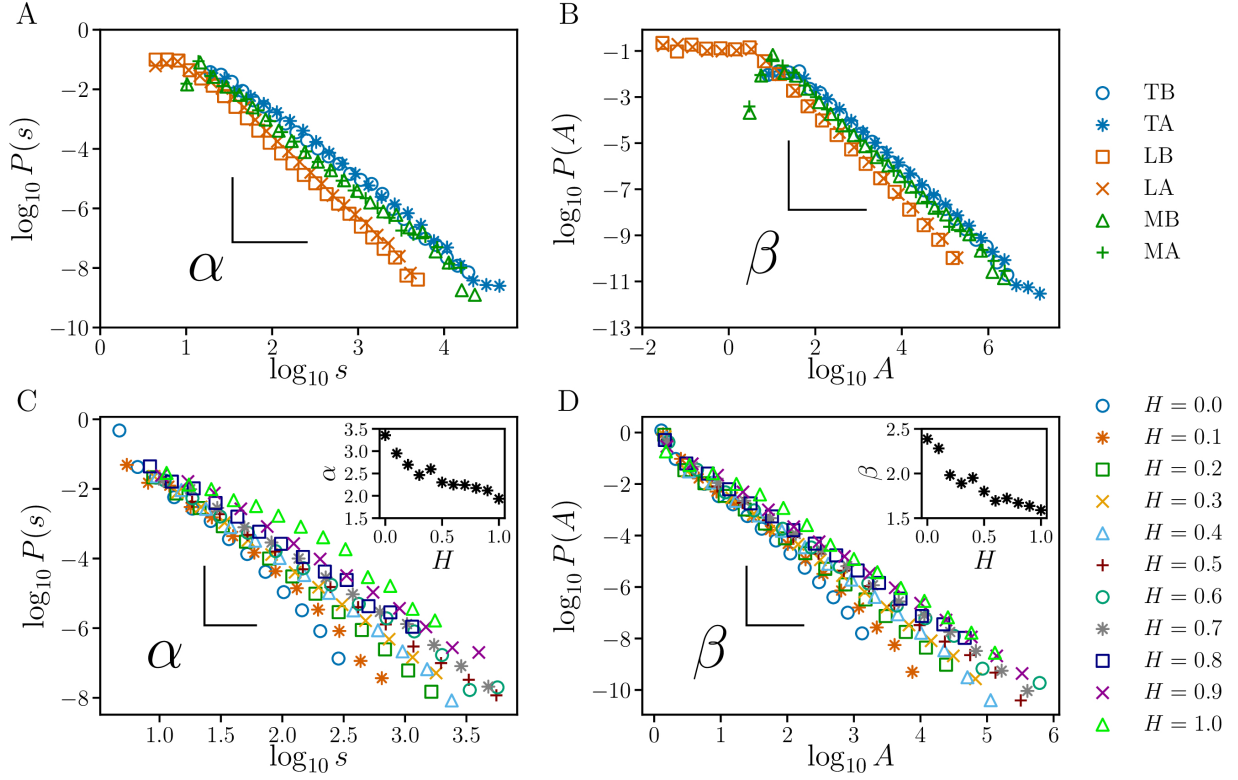 A
B
0
−2
−4
−6
−8
−10
log₁₀ P(s)
0
1
2
3
4
log₁₀ s
α
−1
−3
−5
−7
−9
−11
−13
log₁₀ P(A)
−2
0
2
4
6
log₁₀ A
β
TB
TA
LB
LA
MB
MA
C
D
0
−2
−4
−6
−8
log₁₀ P(s)
1.0
1.5
2.0
2.5
3.0
3.5
log₁₀ s
α
3.5
3.0
2.5
2.0
1.5
α
0.0
0.5
1.0
H
0
−2
−4
−6
−8
−10
log₁₀ P(A)
0
1
2
3
4
5
6
log₁₀ A
β
2.5
2.0
1.5
β
0.0
0.5
1.0
H
H = 0.0
H = 0.1
H = 0.2
H = 0.3
H = 0.4
H = 0.5
H = 0.6
H = 0.7
H = 0.8
H = 0.9
H = 1.0